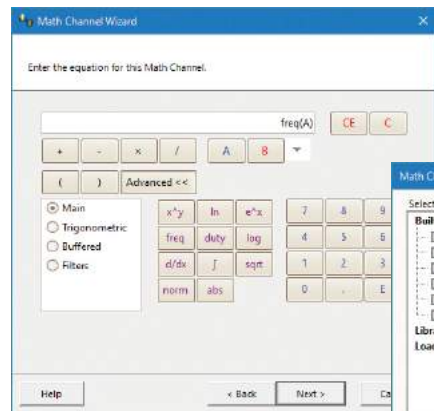 Math Channel Wizard
Enter the equation for this Math Channel.
freq(A) CE C
+ - × / A B
( ) Advanced <<
Main
Trigonometric
Buffered
Filters
x^y ln e^x 7 8 9
freq duty log 4 5 6
d/dx ∫ sqrt 1 2 3
norm abs 0 . E
Help < Back Next > Ca
Math C
Select
Buil
Libr
Load